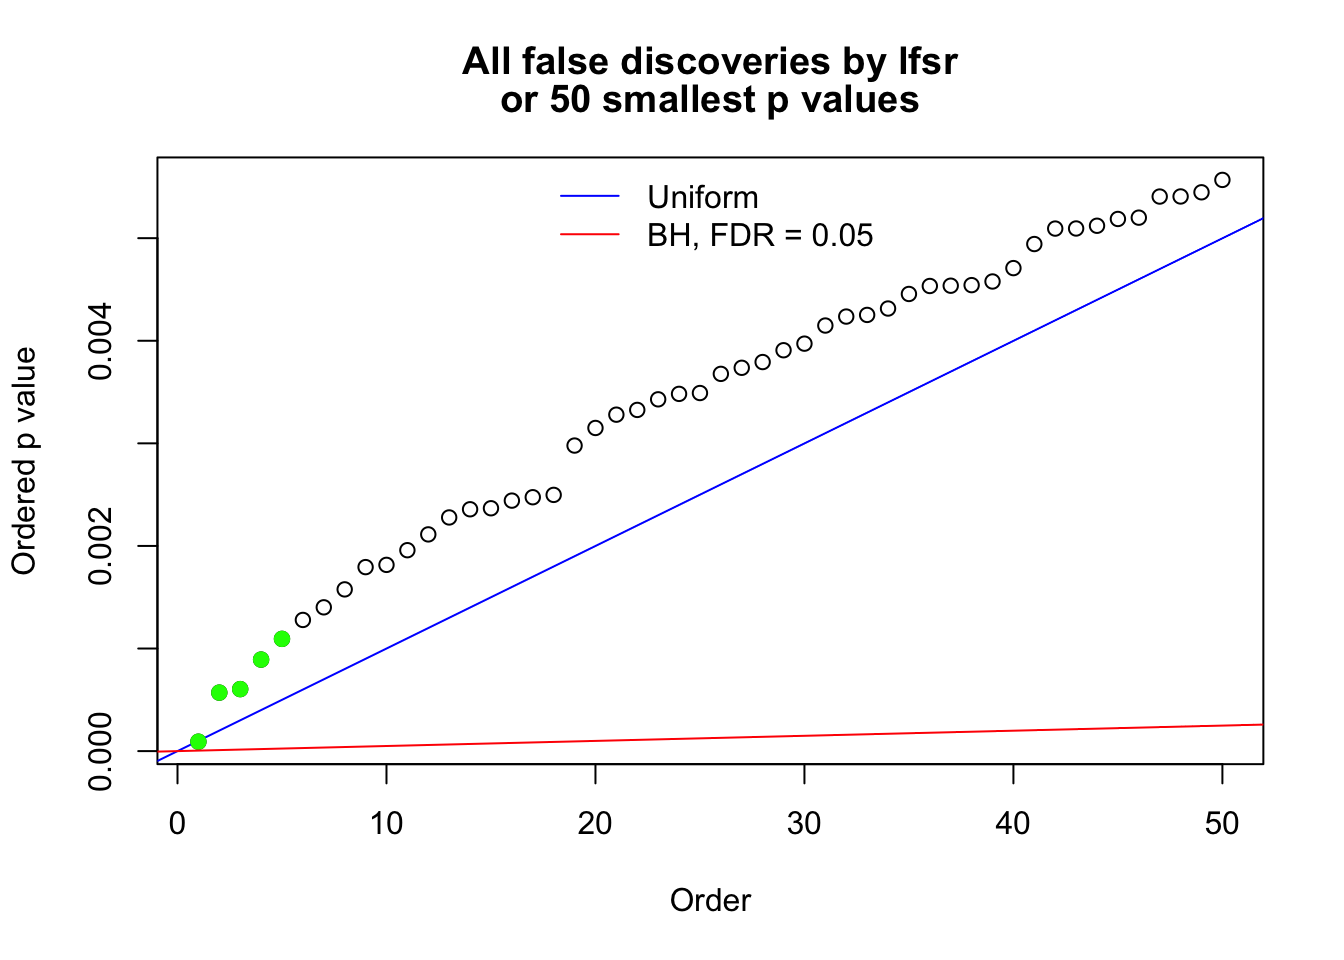 All false discoveries by lfsr
or 50 smallest p values
Uniform
BH, FDR = 0.05
Ordered p value
0.004
0.002
0.000
0 10 20 30 40 50
Order